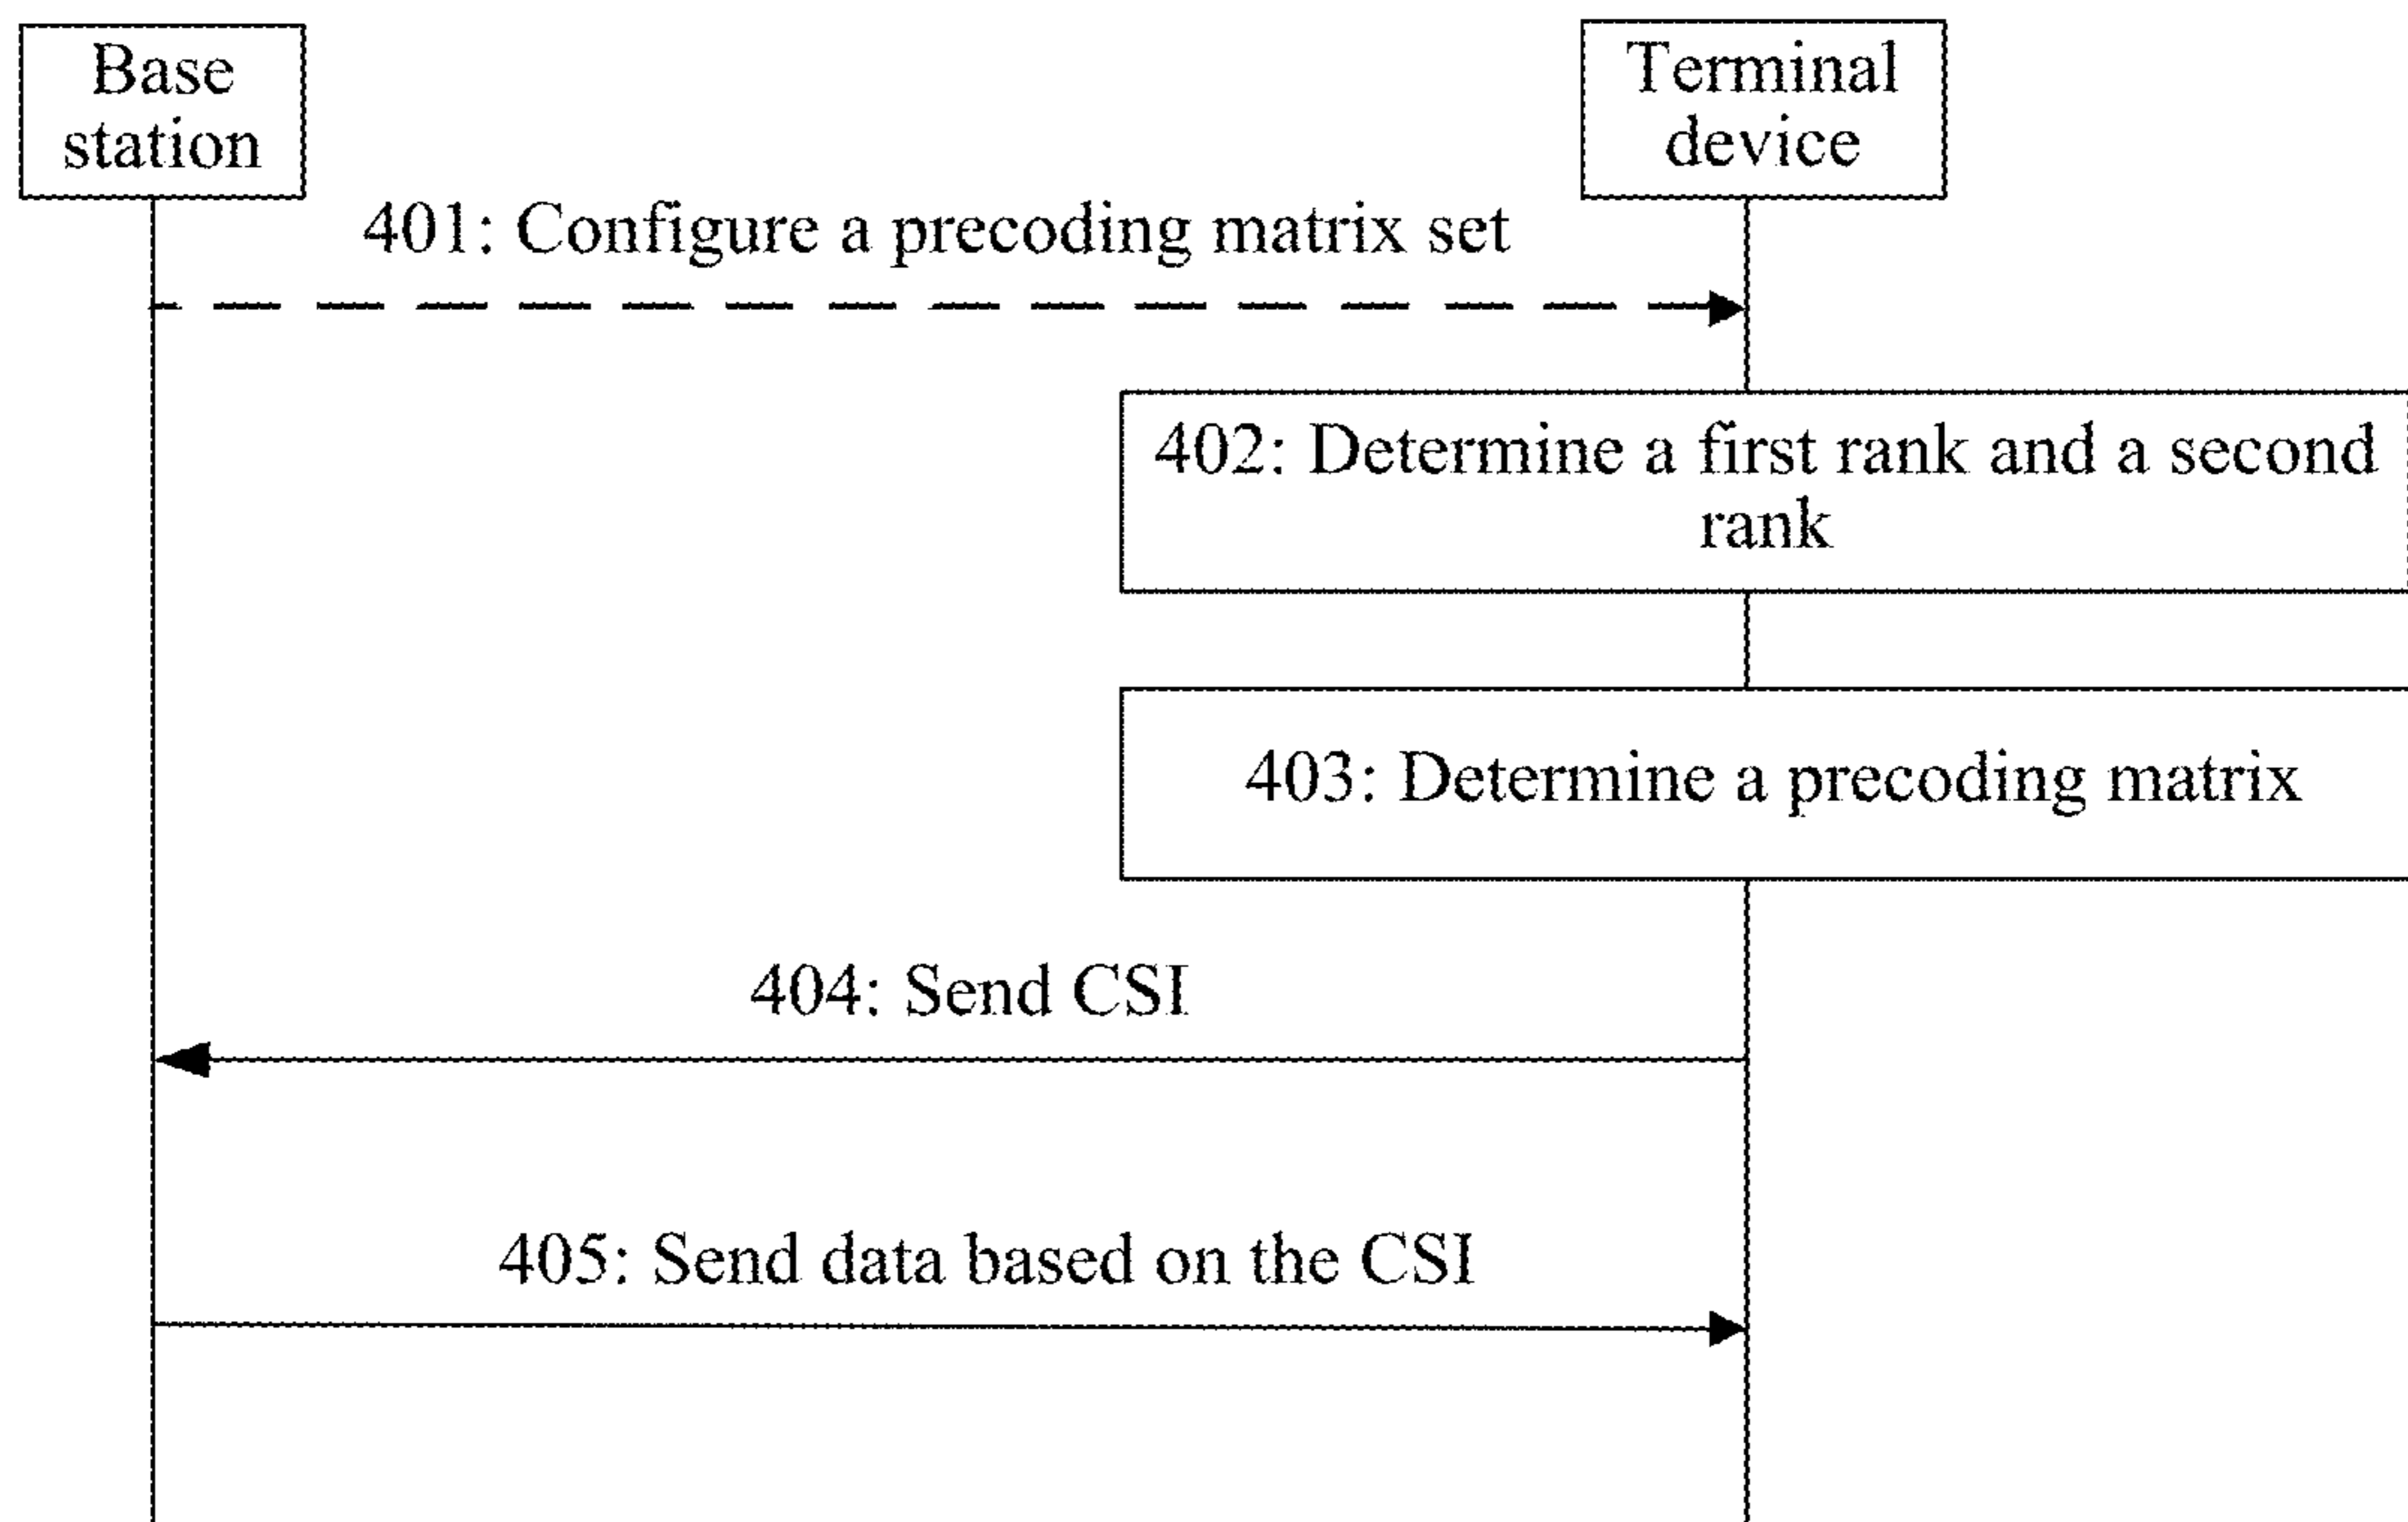 Base
station
Terminal
device
401: Configure a precoding matrix set
402: Determine a first rank and a second
rank
403: Determine a precoding matrix
404: Send CSI
405: Send data based on the CSI